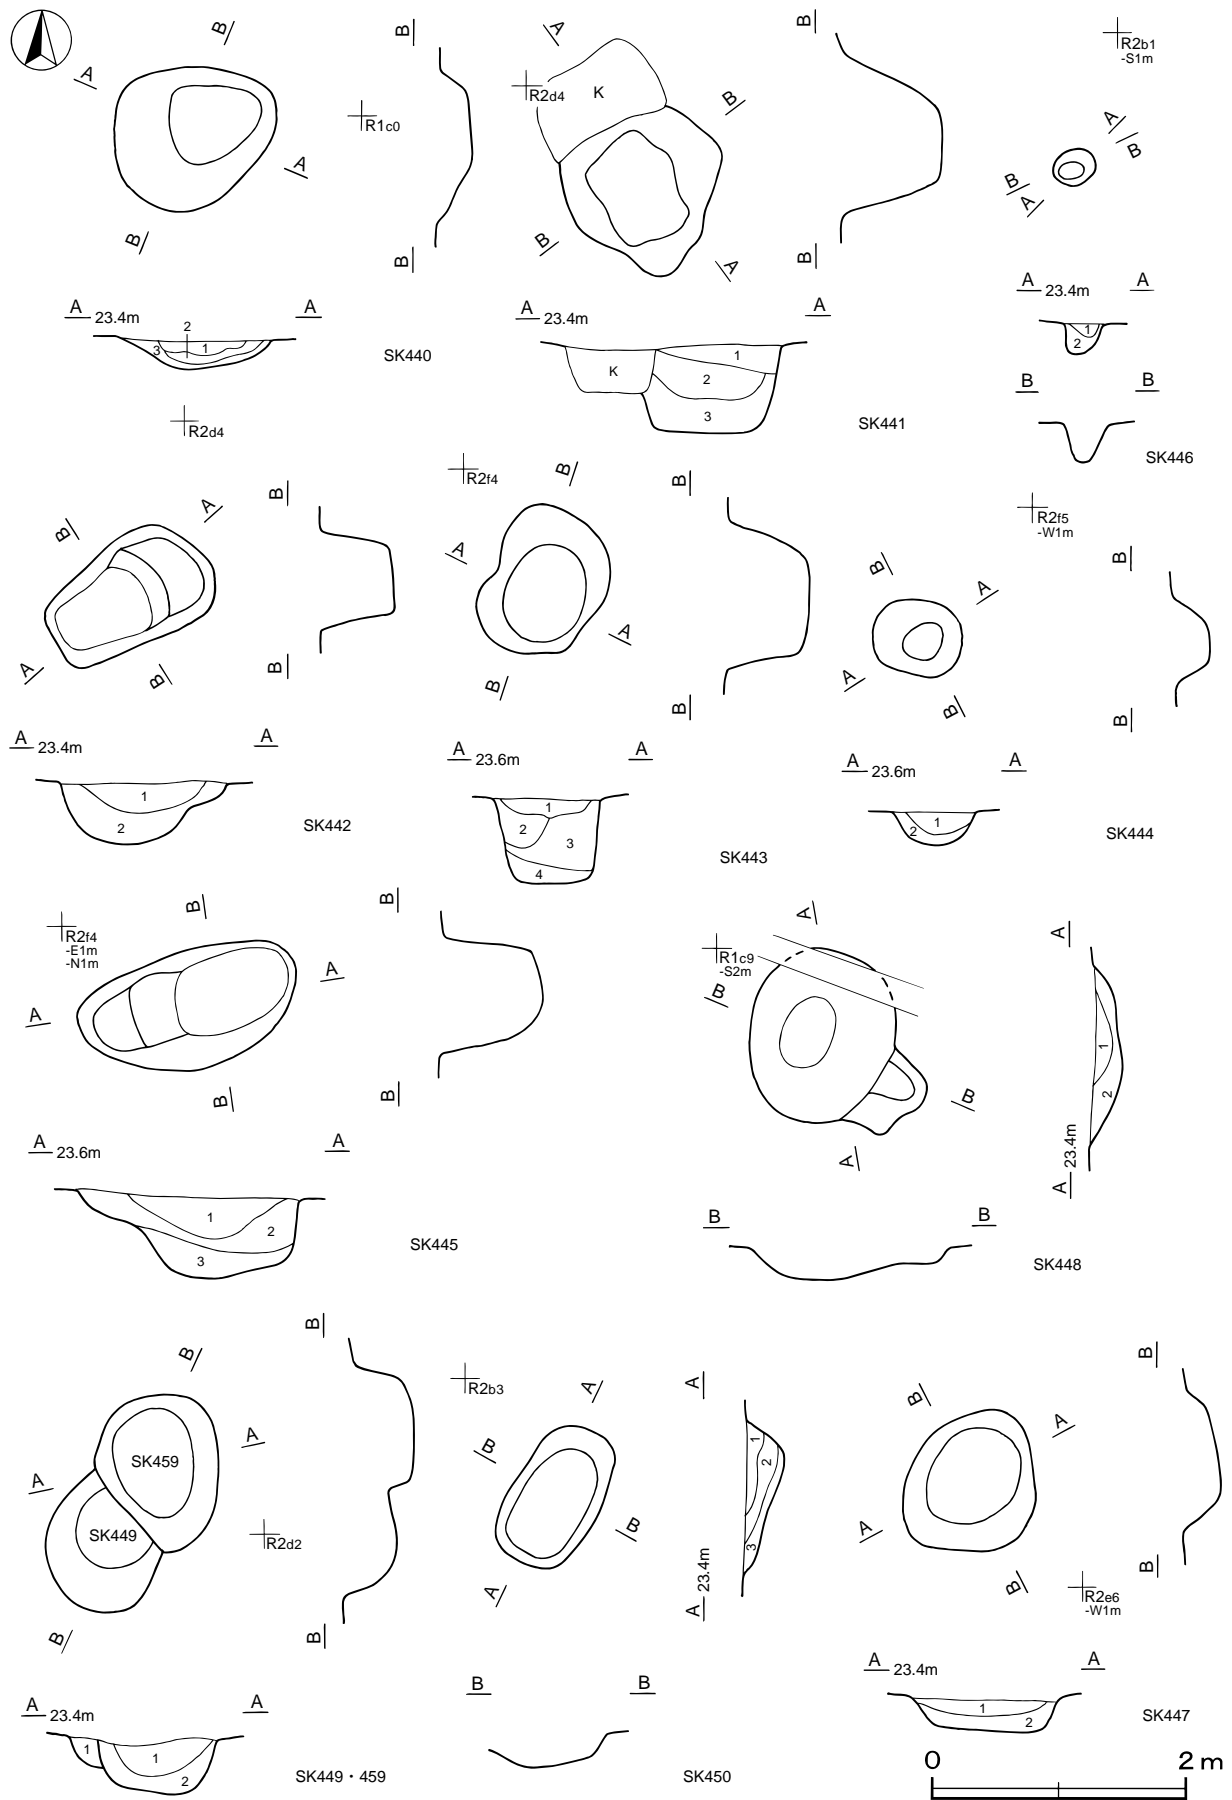 B
A
A
B
B
B
R1c0
A 23.4m A
2
3 1
SK440
A
R2d4
K
B
B
A
B
B
A 23.4m A
K
1
2
3
SK441
R2b1
-S1m
A
B
B
A
A 23.4m A
1
2
B B
SK446
R2d4
B
A
A
B
B
B
A 23.4m A
1
2
SK442
R2f4
B
A
A
B
B
B
A 23.6m A
1
2 3
4
SK443
R2f5
-W1m
B
A
A
B
B
B
A 23.6m A
1
2
SK444
R2f4
-E1m
-N1m
B
A
A
B
B
B
A 23.6m A
1
2
3
SK445
R1c9
-S2m
A
B
B
A
A
1
2
A 23.4m
B B
SK448
B
A
SK459
A
SK449
R2d2
B
B
B
A 23.4m A
1 1
2
SK449・459
R2b3
A
B
B
A
A
1
2
3
A 23.4m
B B
SK450
B
A
A
B
B
B
R2e6
-W1m
A 23.4m A
1
2
SK447
0 2 m